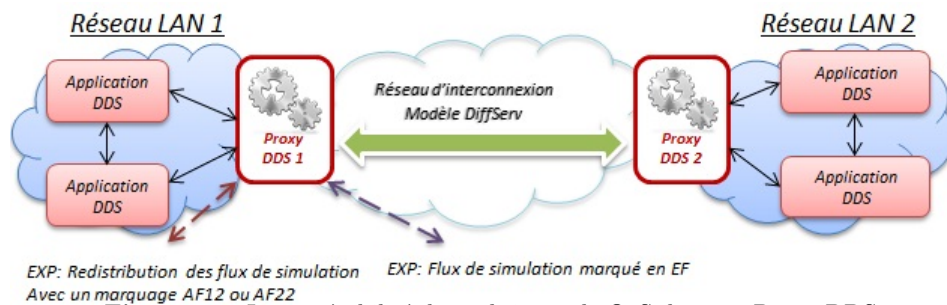 Réseau LAN 1
Réseau LAN 2
Application
DDS
Application
DDS
Proxy
DDS 1
Réseau d'interconnexion
Modèle DiffServ
Proxy
DDS 2
Application
DDS
Application
DDS
EXP: Redistribution des flux de simulation
Avec un marquage AF12 ou AF22
EXP: Flux de simulation marqué en EF